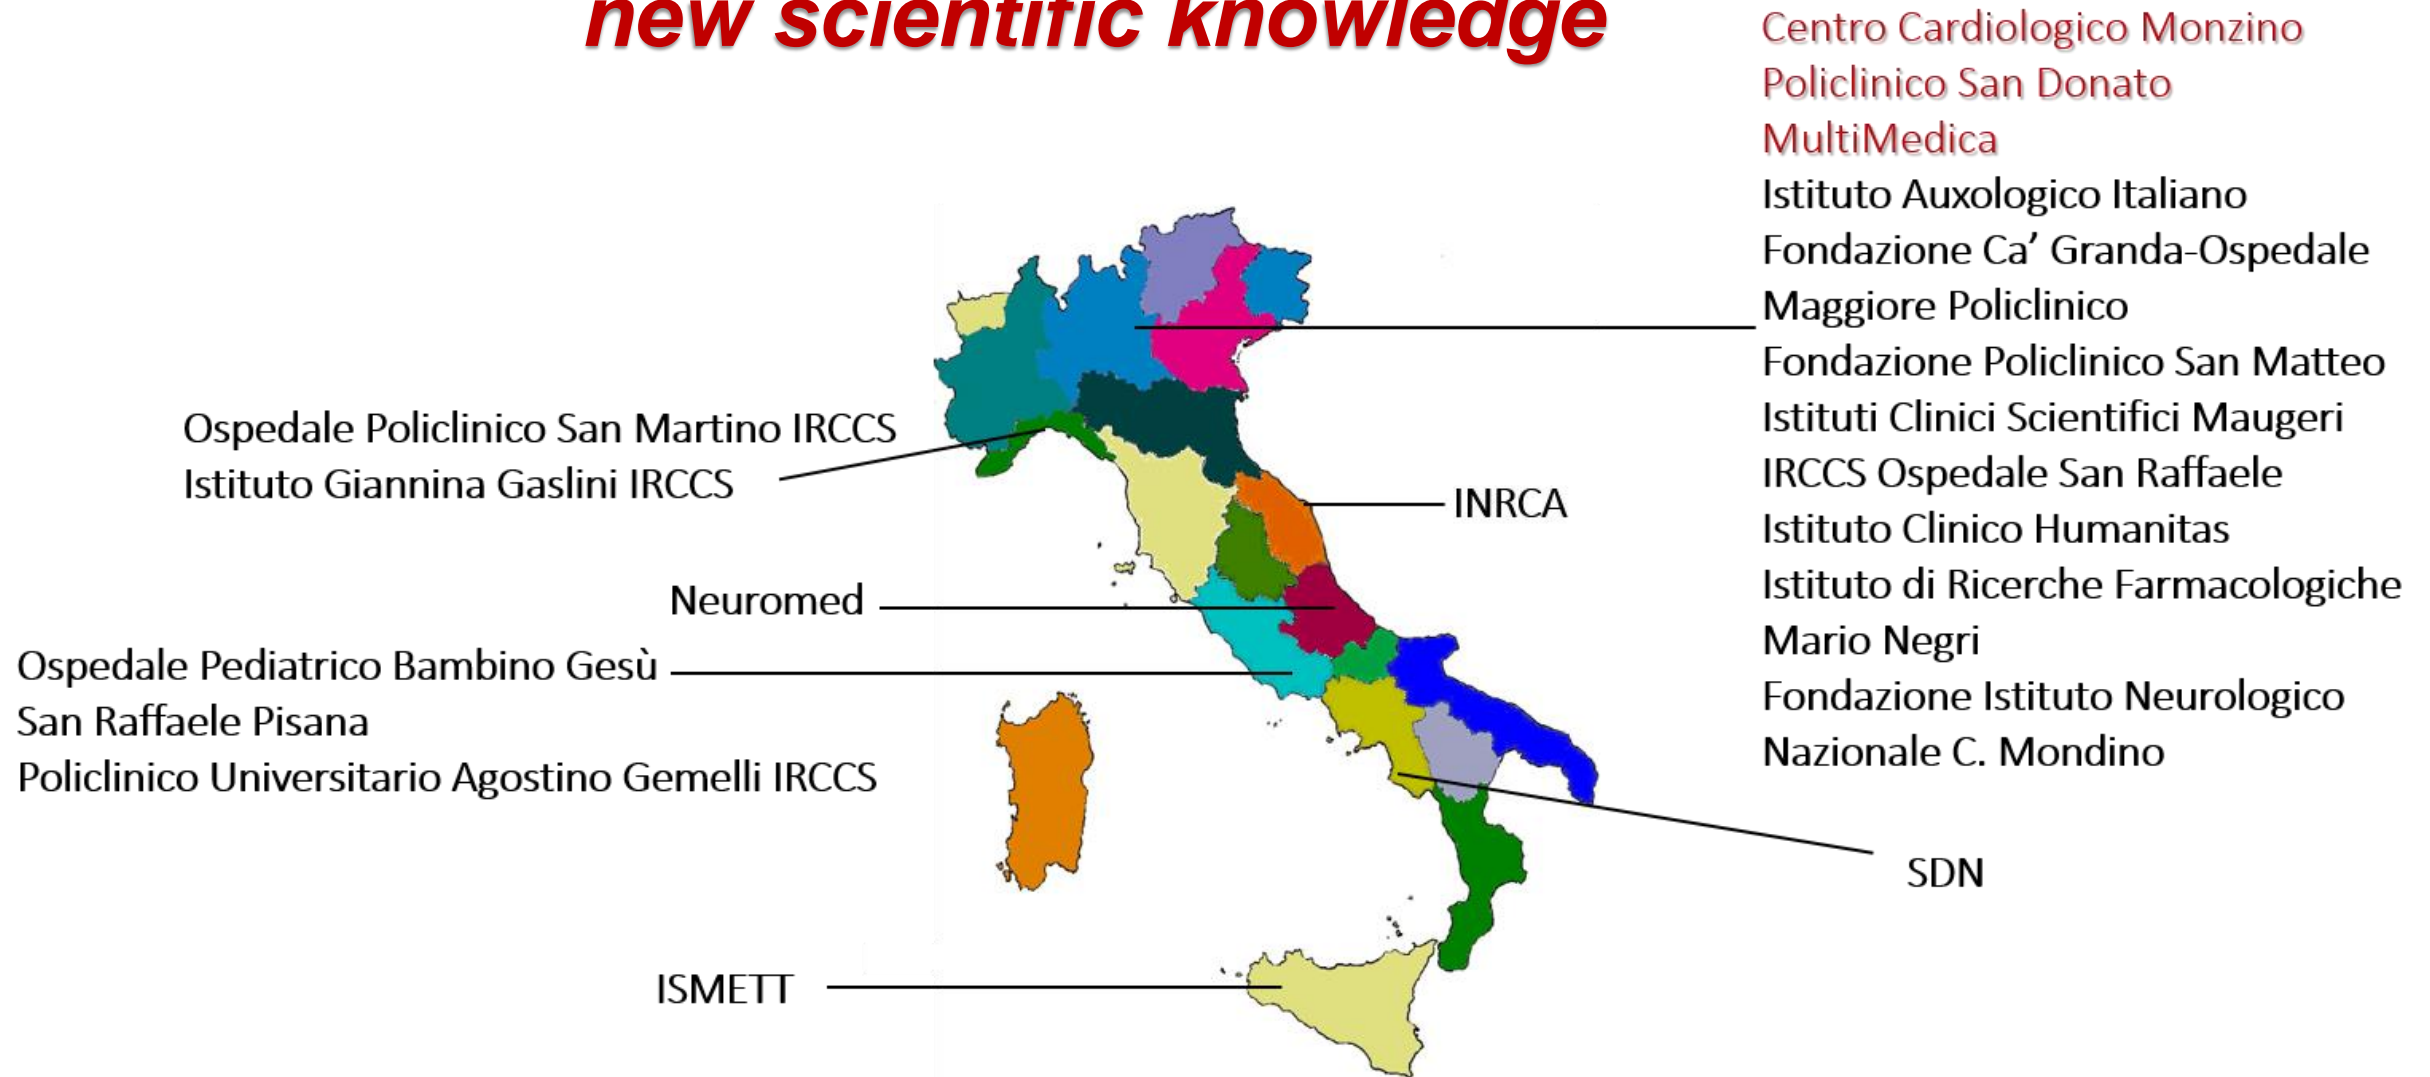 new scientific knowledge
Centro Cardiologico Monzino
Policlinico San Donato
MultiMedica
Istituto Auxologico Italiano
Fondazione Ca’ Granda-Ospedale
Maggiore Policlinico
Fondazione Policlinico San Matteo
Istituti Clinici Scientifici Maugeri
IRCCS Ospedale San Raffaele
Istituto Clinico Humanitas
Istituto di Ricerche Farmacologiche
Mario Negri
Fondazione Istituto Neurologico
Nazionale C. Mondino
Ospedale Policlinico San Martino IRCCS
Istituto Giannina Gaslini IRCCS
INRCA
Neuromed
Ospedale Pediatrico Bambino Gesù
San Raffaele Pisana
Policlinico Universitario Agostino Gemelli IRCCS
SDN
ISMETT